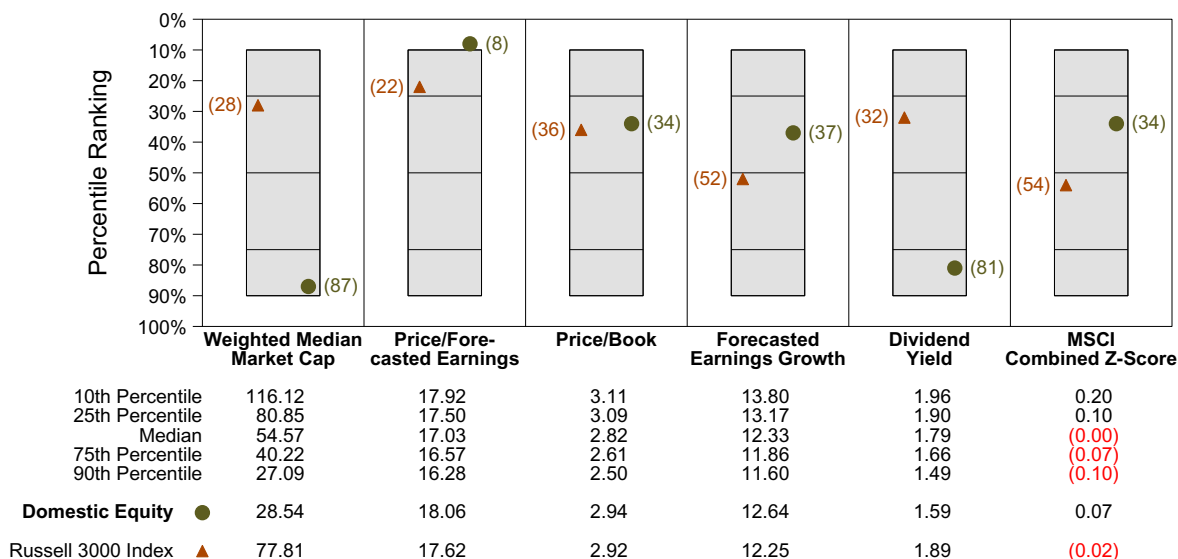 0%
10%
20%
30%
40%
50%
60%
70%
80%
90%
100%
Percentile Ranking
(28)
(87)
(22)
(8)
(36)
(34)
(52)
(37)
(32)
(81)
(54)
(34)
Weighted Median
Market Cap
Price/Fore-
casted Earnings
Price/Book
Forecasted
Earnings Growth
Dividend
Yield
MSCI
Combined Z-Score
10th Percentile 116.12 17.92 3.11 13.80 1.96 0.20
25th Percentile 80.85 17.50 3.09 13.17 1.90 0.10
Median 54.57 17.03 2.82 12.33 1.79 (0.00)
75th Percentile 40.22 16.57 2.61 11.86 1.66 (0.07)
90th Percentile 27.09 16.28 2.50 11.60 1.49 (0.10)
Domestic Equity 28.54 18.06 2.94 12.64 1.59 0.07
Russell 3000 Index 77.81 17.62 2.92 12.25 1.89 (0.02)